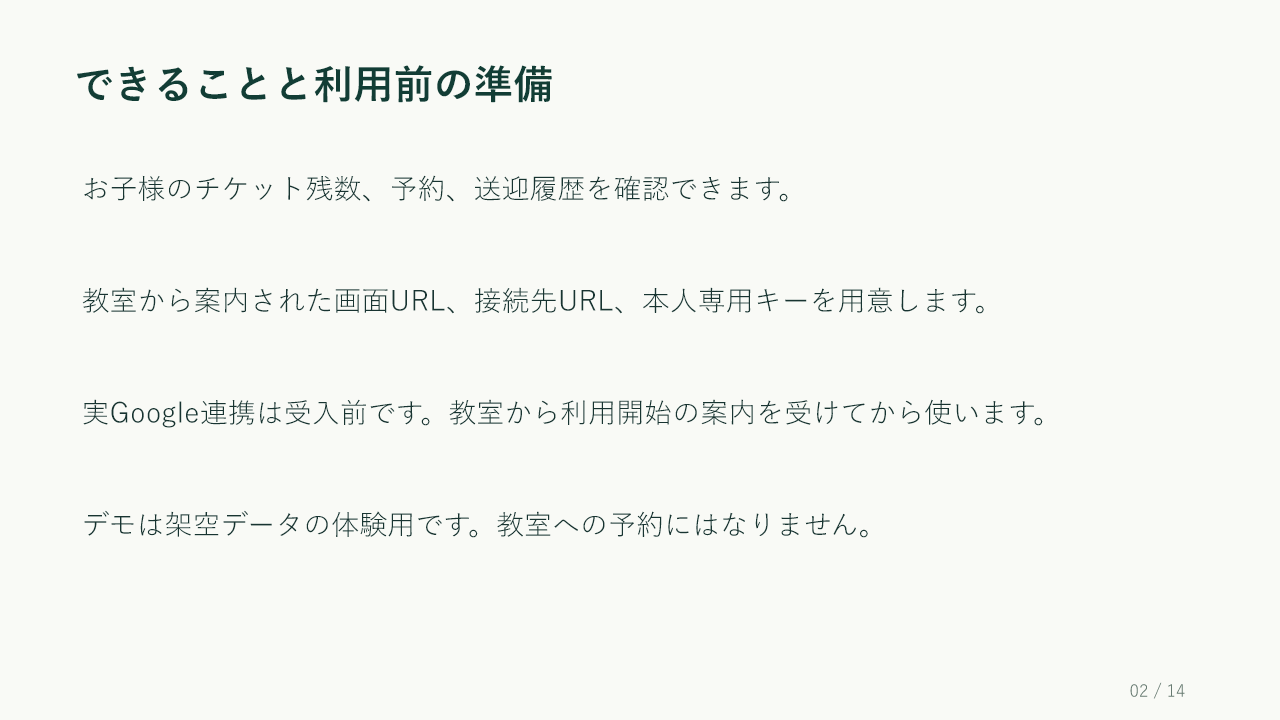 できることと利用前の準備
お子様のチケット残数、予約、送迎履歴を確認できます。
教室から案内された画面URL、接続先URL、本人専用キーを用意します。
実Google連携は受入前です。教室から利用開始の案内を受けてから使います。
デモは架空データの体験用です。教室への予約にはなりません。
02 / 14